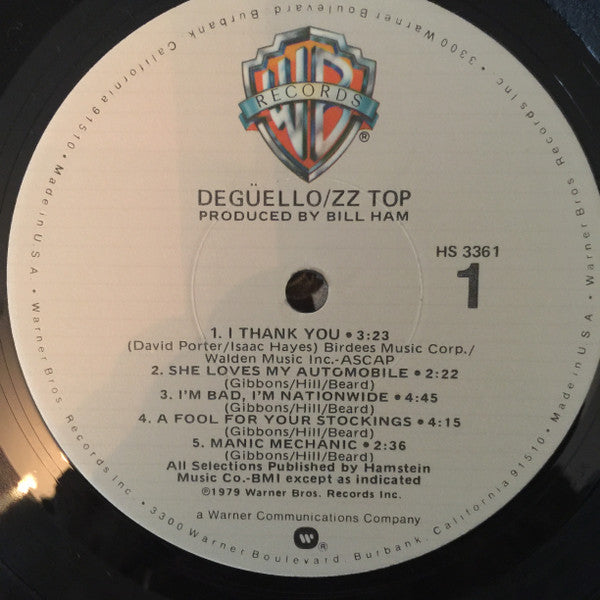 • 3300 Warner Boulevard, Burbank, California 91510 • Made in U.S.A. • Warner Bros Records Inc. • 3300 Warner Boulevard, Burbank, California 91510 • Made in U.S.A. • Warner Bros Records Inc.
WB
RECORDS
®
DEGÜELLO/ZZ TOP
PRODUCED BY BILL HAM
HS 3361
1
1. I THANK YOU • 3:23
(David Porter/Isaac Hayes) Birdees Music Corp./
Walden Music Inc.-ASCAP
2. SHE LOVES MY AUTOMOBILE • 2:22
(Gibbons/Hill/Beard)
3. I'M BAD, I'M NATIONWIDE • 4:45
(Gibbons/Hill/Beard)
4. A FOOL FOR YOUR STOCKINGS • 4:15
(Gibbons/Hill/Beard)
5. MANIC MECHANIC • 2:36
(Gibbons/Hill/Beard)
All Selections Published by Hamstein
Music Co.-BMI except as indicated
©1979 Warner Bros. Records Inc.
a Warner Communications Company
®